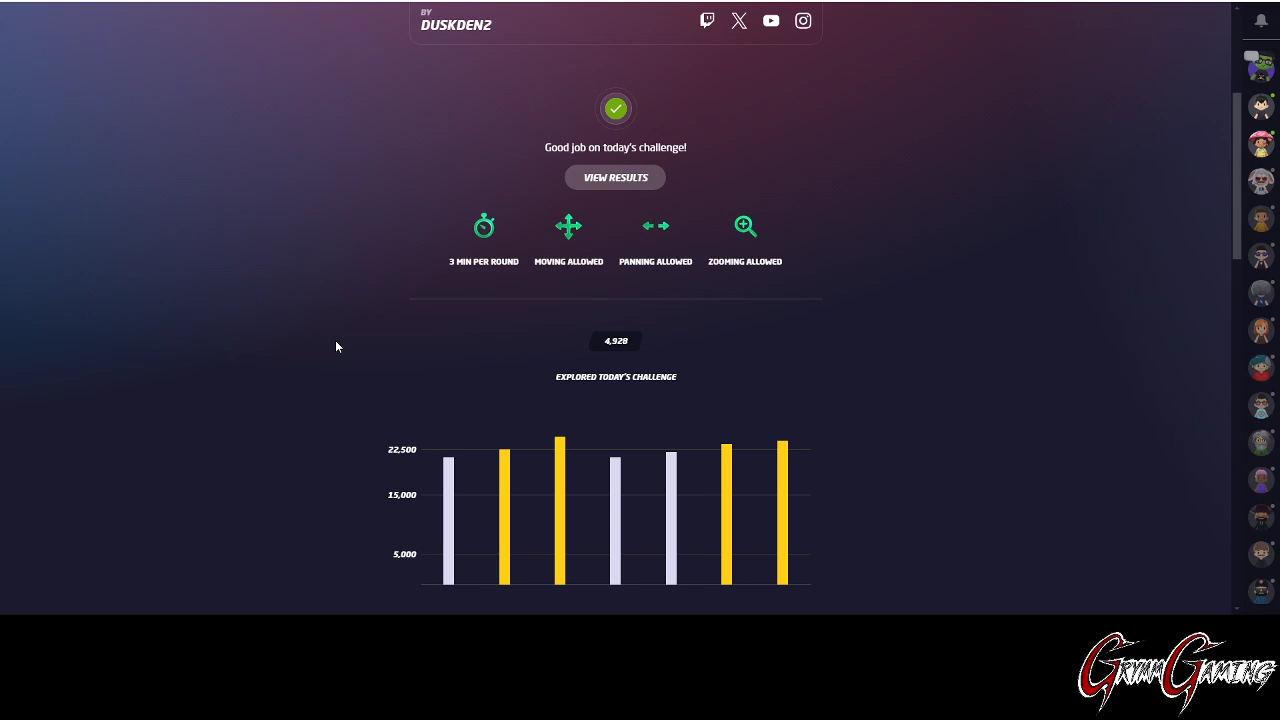 BY
DUSKDEN2
Good job on today's challenge!
VIEW RESULTS
3 MIN PER ROUND MOVING ALLOWED PANNING ALLOWED ZOOMING ALLOWED
4,928
EXPLORED TODAY'S CHALLENGE
22,500
15,000
5,000
GRIMMGAMING